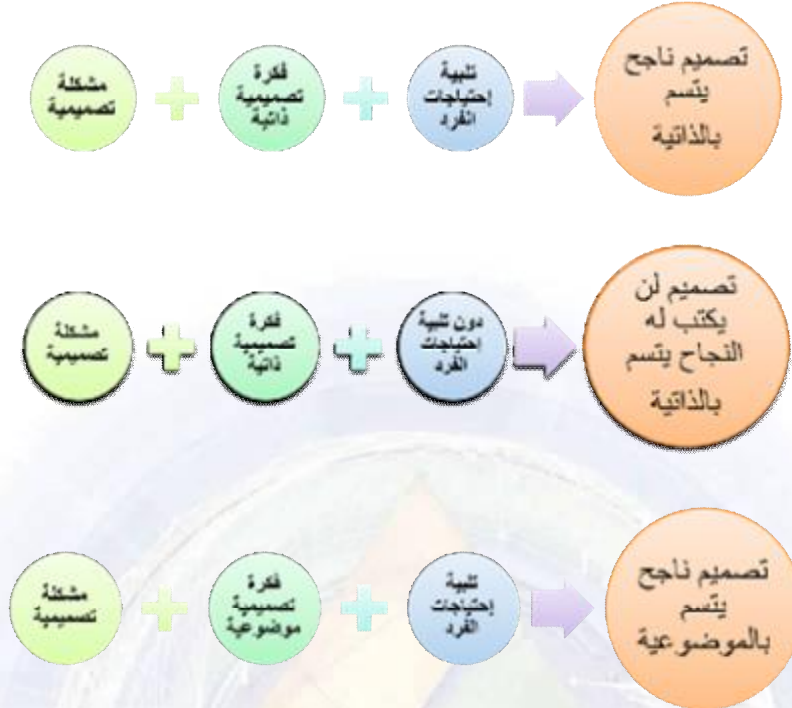 مشكلة
تصميمية
فكرة
تصميمية
ذاتية
تلبية
إحتياجات
الفرد
تصميم ناجح
يتسم
بالذاتية
مشكلة
تصميمية
فكرة
تصميمية
ذاتية
دون تلبية
إحتياجات
الفرد
تصميم لن
يكتب له
النجاح يتسم
بالذاتية
مشكلة
تصميمية
فكرة
تصميمية
موضوعية
تلبية
إحتياجات
الفرد
تصميم ناجح
يتسم
بالموضوعية